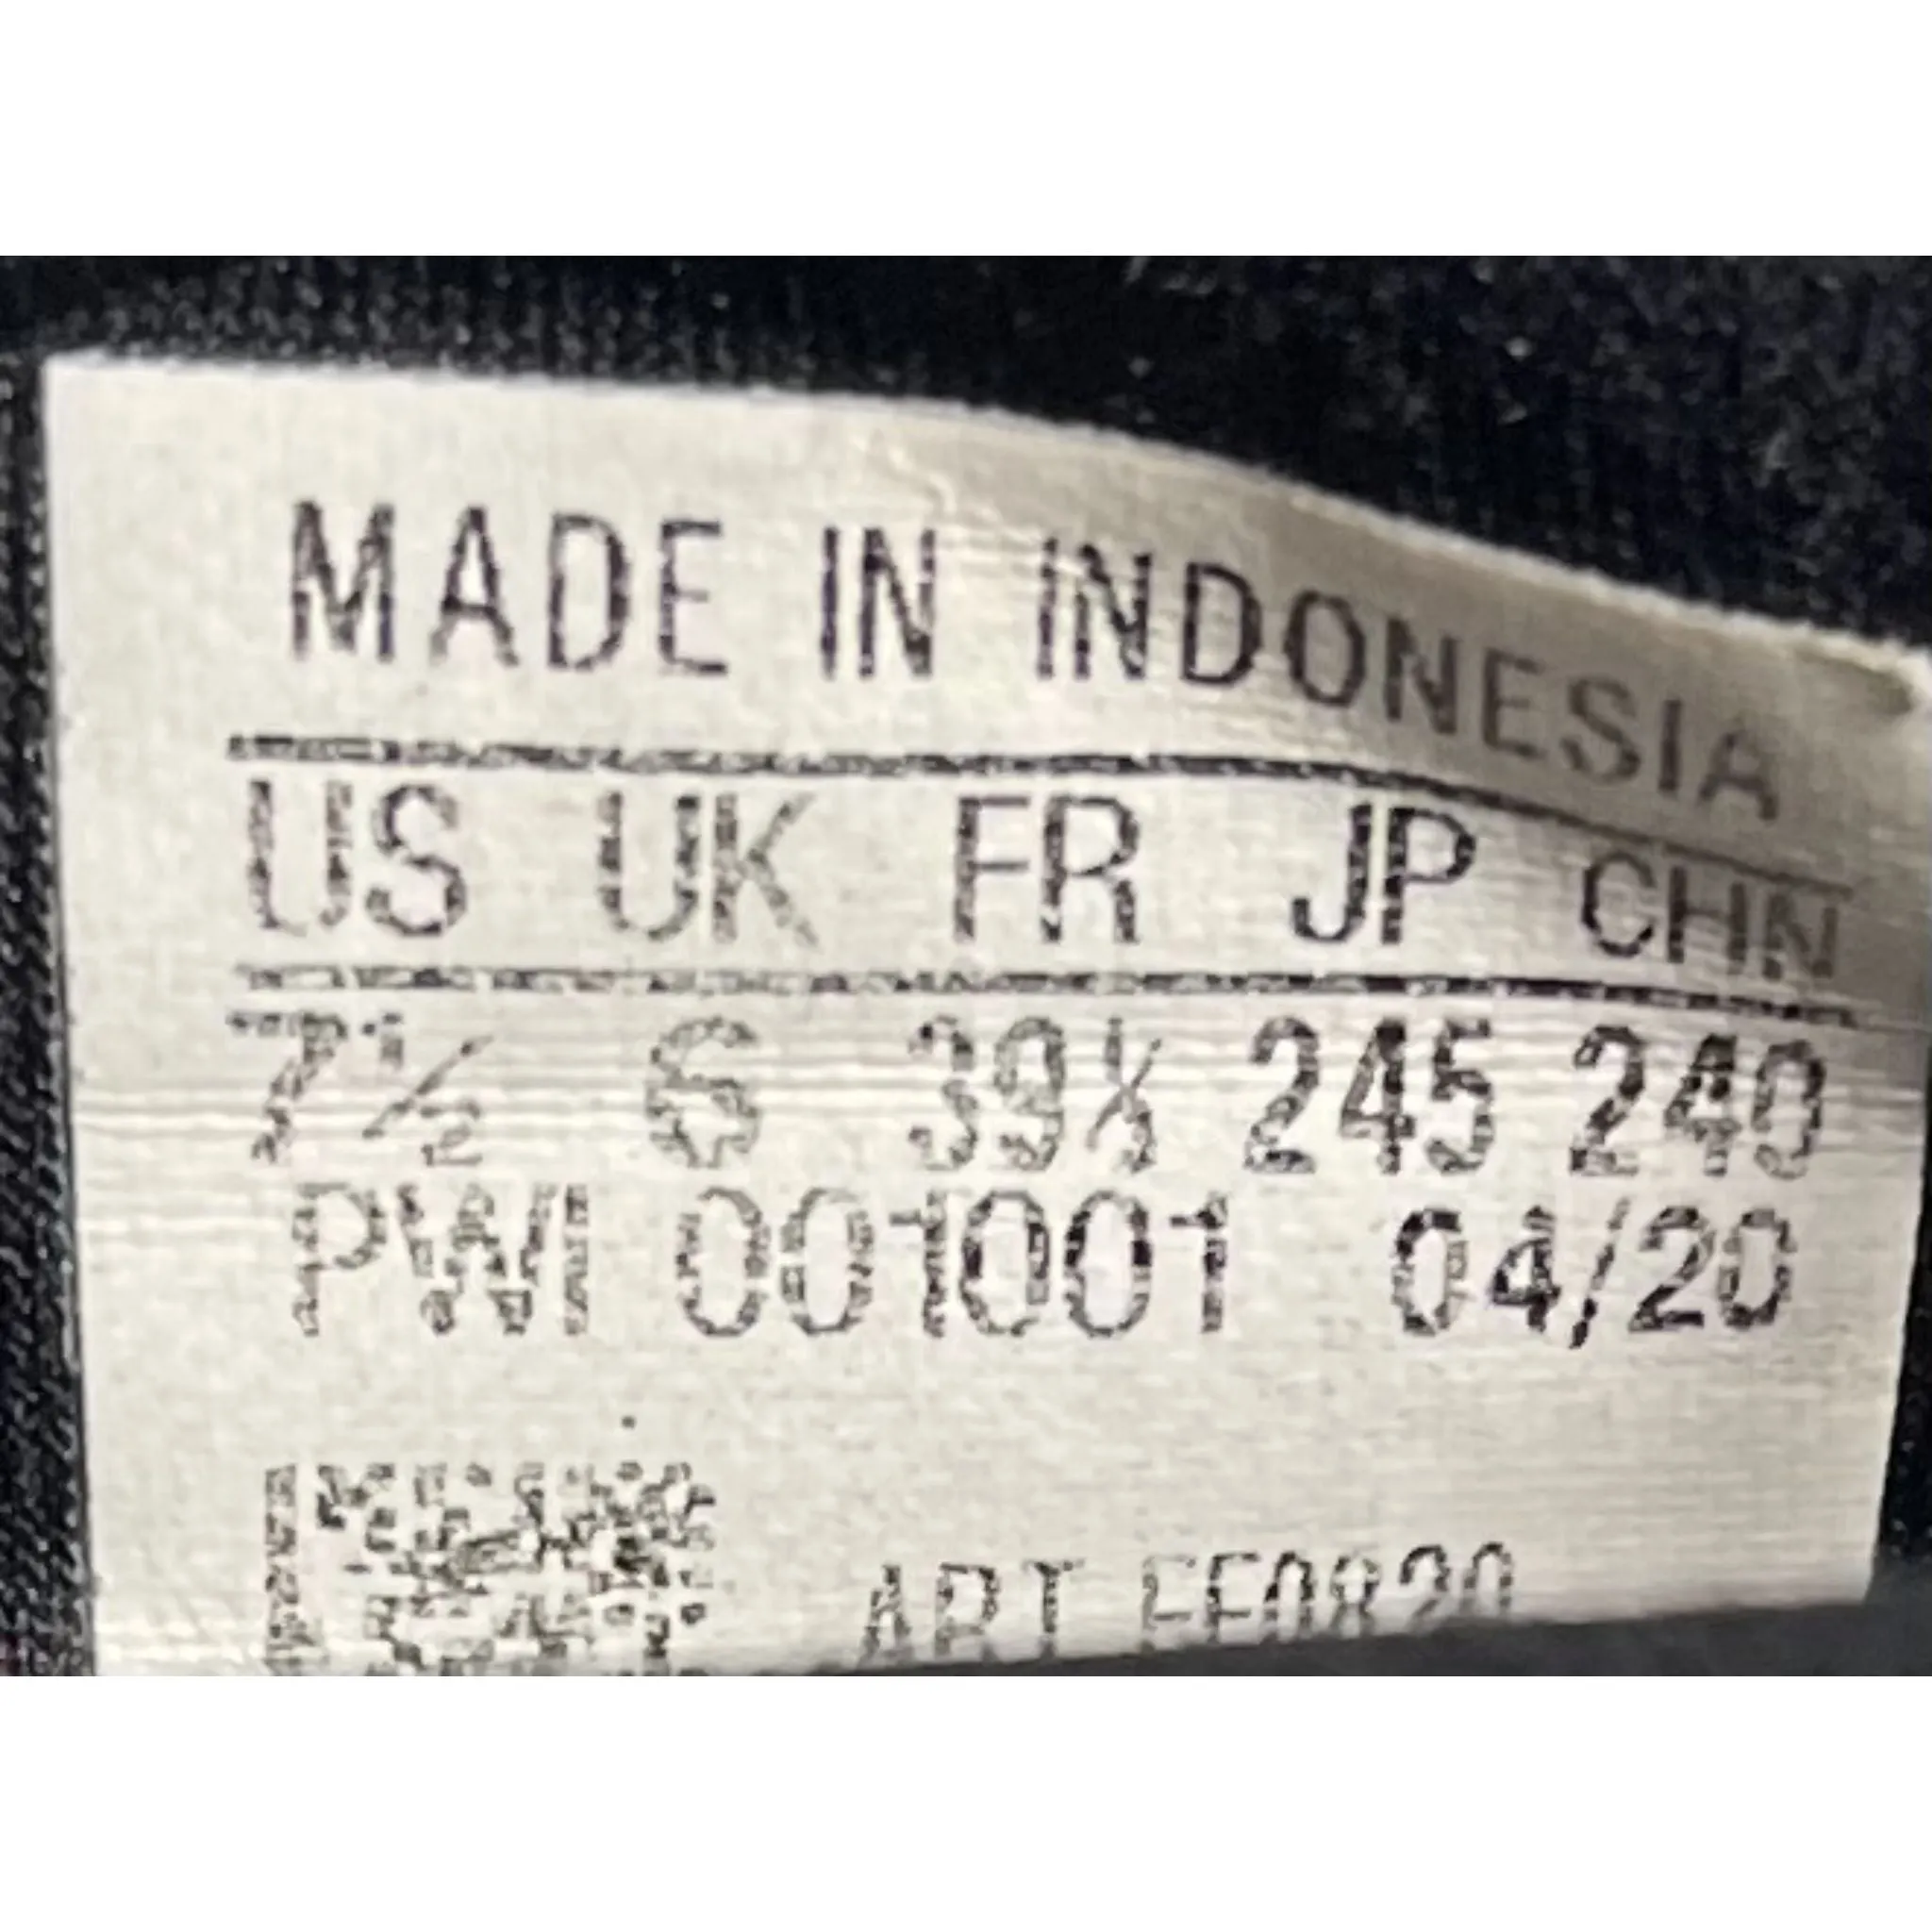 MADE IN INDONESIA
US UK FR JP CHN
7½ 6 39⅓ 245 240
PWI 001001 04/20
ART